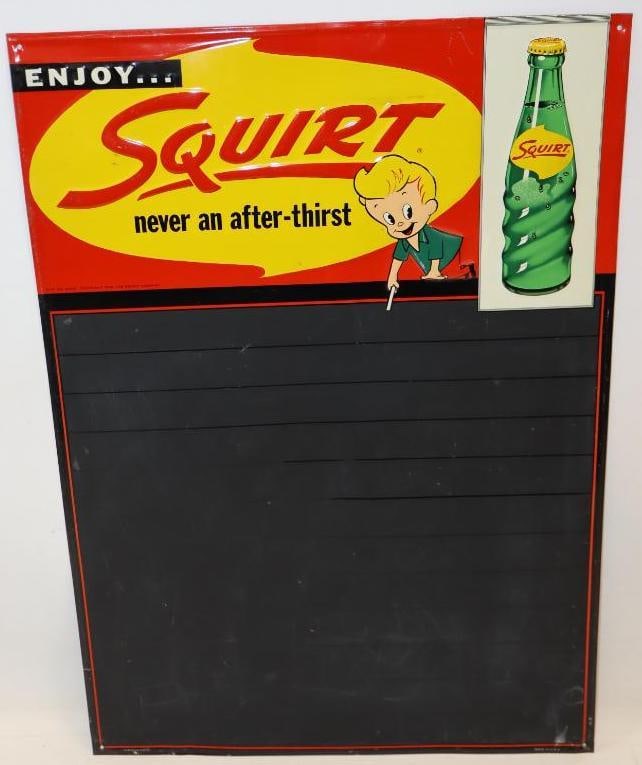 ENJOY...
SQUIRT®
never an after-thirst
SQUIRT